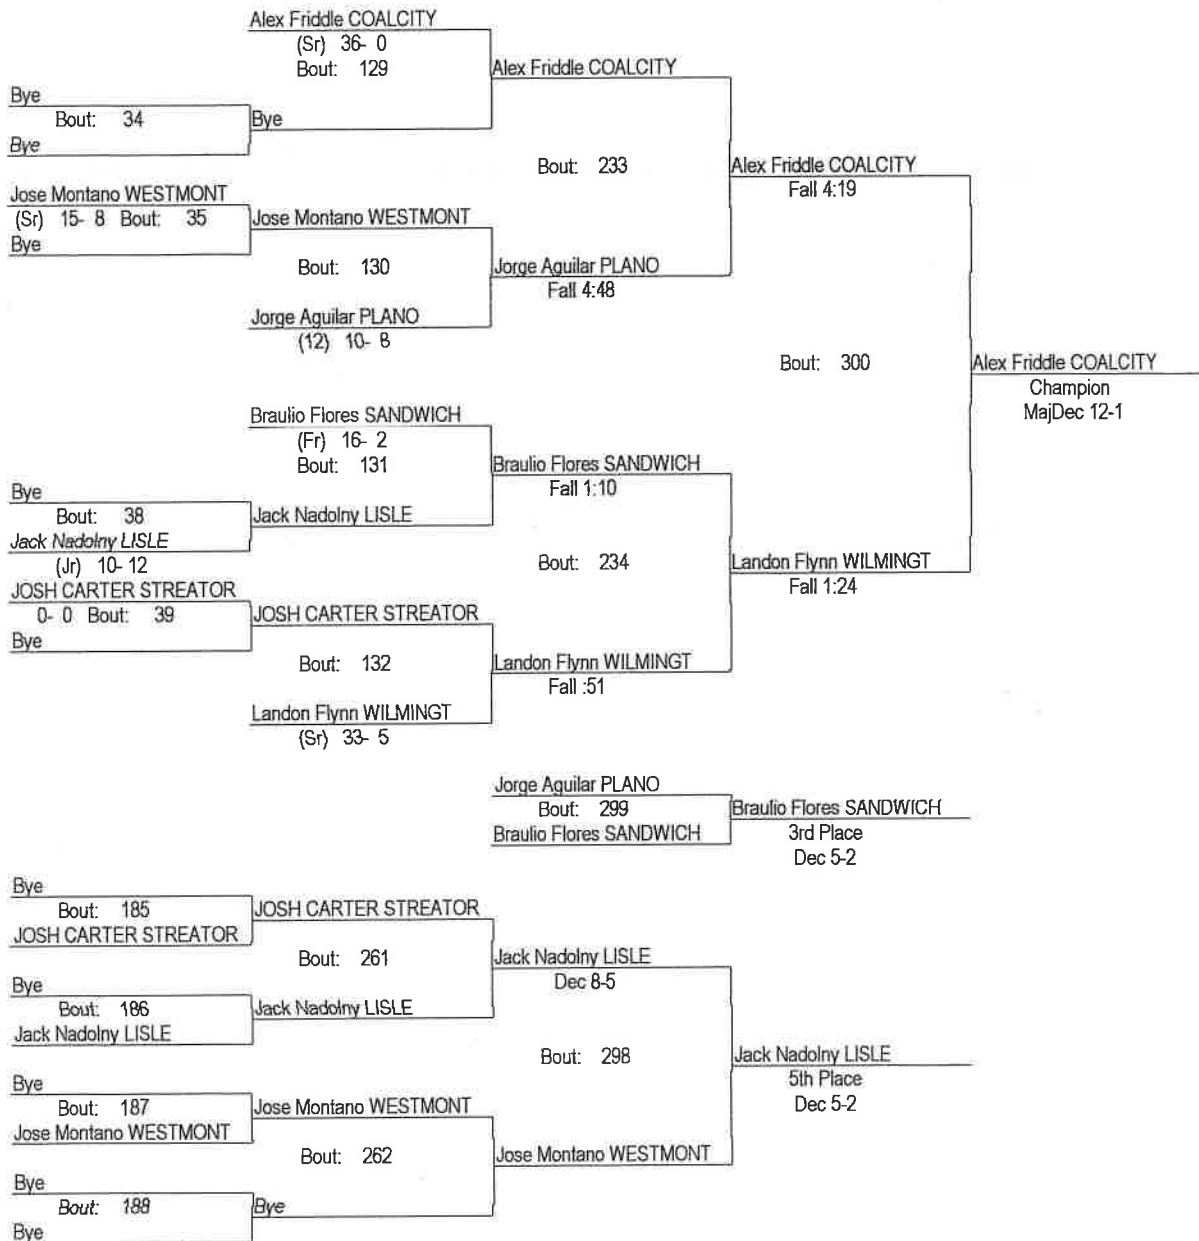 Alex Friddle COALCITY
(Sr) 36- 0
Bout: 129
Alex Friddle COALCITY
Bye
Bout: 34
Bye
Bye
Bout: 233
Alex Friddle COALCITY
Fall 4:19
Jose Montano WESTMONT
(Sr) 15- 8 Bout: 35
Jose Montano WESTMONT
Bye
Bout: 130
Jorge Aguilar PLANO
Fall 4:48
Jorge Aguilar PLANO
(12) 10- 8
Bout: 300
Alex Friddle COALCITY
Champion
MajDec 12-1
Braulio Flores SANDWICH
(Fr) 16- 2
Bout: 131
Braulio Flores SANDWICH
Fall 1:10
Bye
Bout: 38
Jack Nadolny LISLE
Jack Nadolny LISLE
(Jr) 10- 12
Bout: 234
Landon Flynn WILMINGT
Fall 1:24
JOSH CARTER STREATOR
0- 0 Bout: 39
JOSH CARTER STREATOR
Bye
Bout: 132
Landon Flynn WILMINGT
Fall :51
Landon Flynn WILMINGT
(Sr) 33- 5
Jorge Aguilar PLANO
Bout: 299
Braulio Flores SANDWICH
Braulio Flores SANDWICH
3rd Place
Dec 5-2
Bye
Bout: 185
JOSH CARTER STREATOR
JOSH CARTER STREATOR
Bout: 261
Jack Nadolny LISLE
Dec 8-5
Bye
Bout: 186
Jack Nadolny LISLE
Jack Nadolny LISLE
Bout: 298
Jack Nadolny LISLE
5th Place
Dec 5-2
Bye
Bout: 187
Jose Montano WESTMONT
Jose Montano WESTMONT
Bout: 262
Jose Montano WESTMONT
Bye
Bout: 188
Bye
Bye